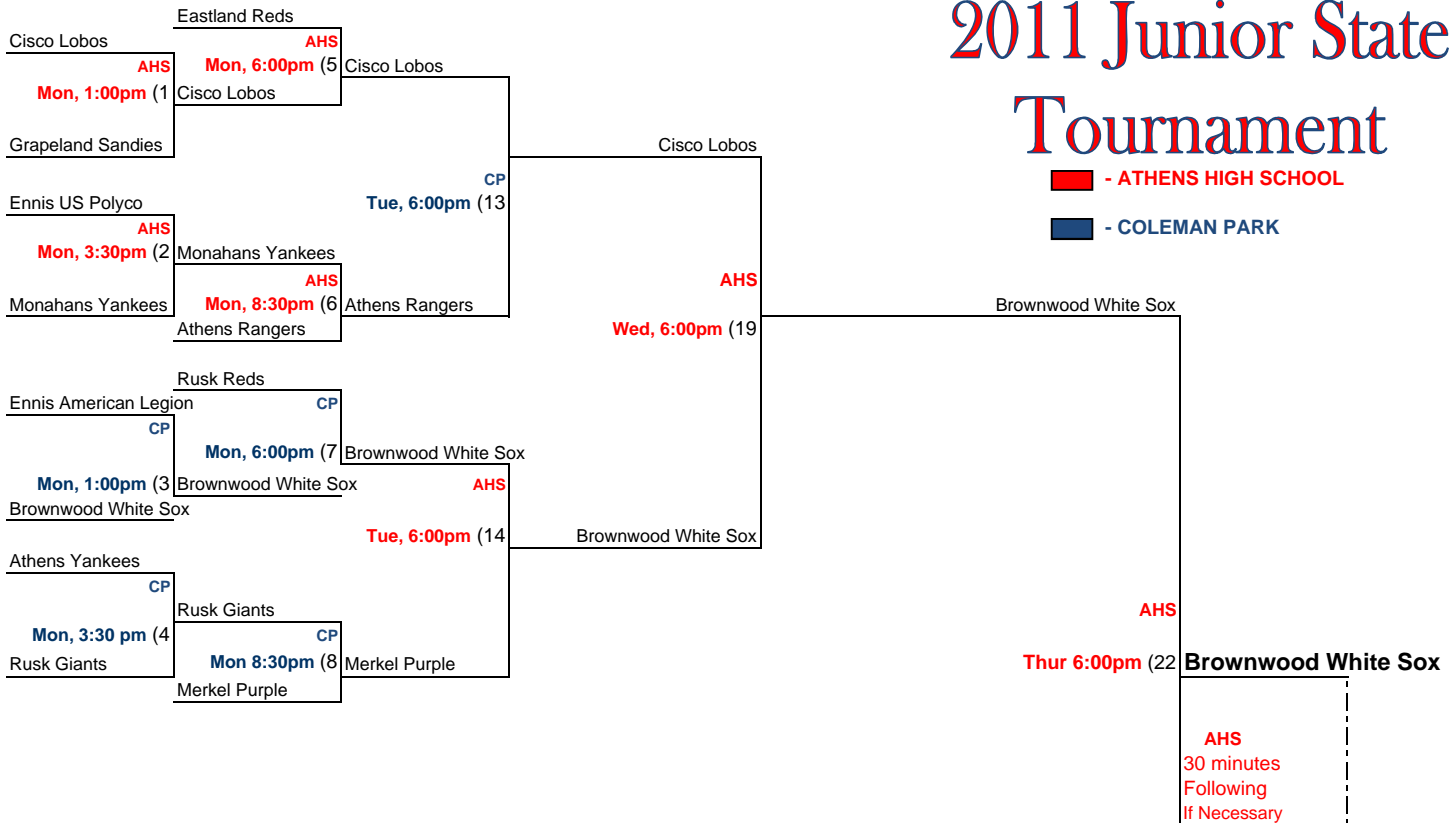 2011 Junior State
Tournament
- ATHENS HIGH SCHOOL
- COLEMAN PARK
Eastland Reds
Cisco Lobos
AHS
AHS
Mon, 6:00pm (5
Cisco Lobos
Mon, 1:00pm (1
Cisco Lobos
Grapeland Sandies
Cisco Lobos
CP
Ennis US Polyco
Tue, 6:00pm (13
AHS
Mon, 3:30pm (2
Monahans Yankees
AHS
AHS
Monahans Yankees
Mon, 8:30pm (6
Athens Rangers
Brownwood White Sox
Athens Rangers
Wed, 6:00pm (19
Rusk Reds
Ennis American Legion
CP
CP
Mon, 6:00pm (7
Brownwood White Sox
Mon, 1:00pm (3
Brownwood White Sox
AHS
Brownwood White Sox
Tue, 6:00pm (14
Brownwood White Sox
Athens Yankees
CP
Rusk Giants
AHS
Mon, 3:30 pm (4
CP
Rusk Giants
Mon 8:30pm (8
Merkel Purple
Thur 6:00pm (22
Brownwood White Sox
Merkel Purple
AHS
30 minutes
Following
If Necessary